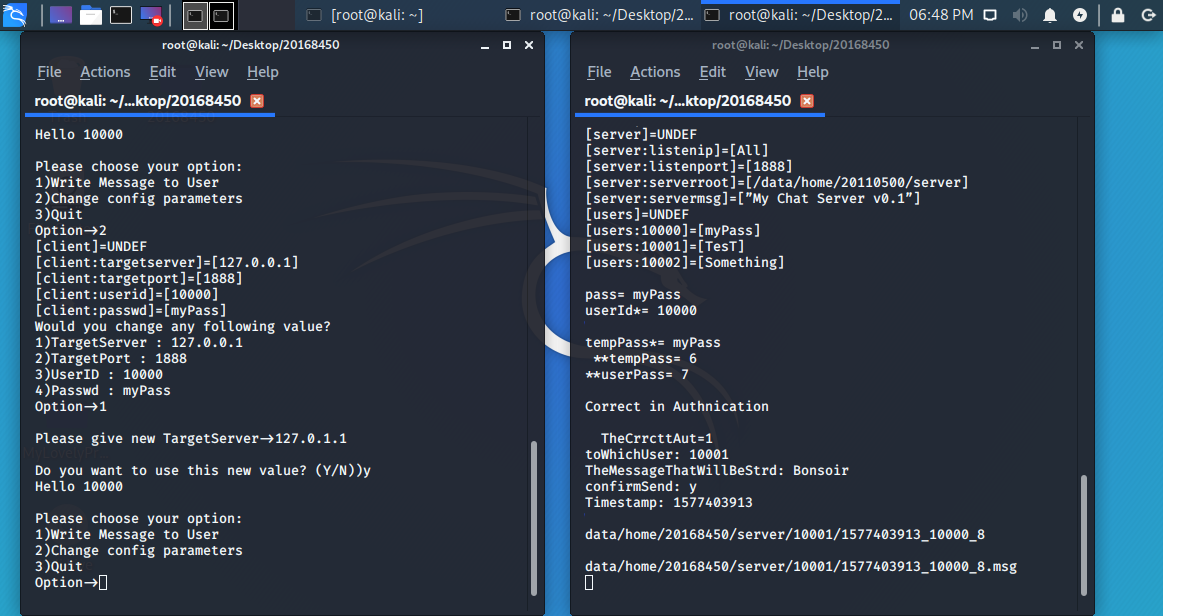 [root@kali: ~]
root@kali: ~/Desktop/2...
root@kali: ~/Desktop/2...
06:48 PM
root@kali: ~/Desktop/20168450
File Actions Edit View Help
root@kali: ~/...ktop/20168450
Hello 10000
Please choose your option:
1)Write Message to User
2)Change config parameters
3)Quit
Option→2
[client]=UNDEF
[client:targetserver]=[127.0.0.1]
[client:targetport]=[1888]
[client:userid]=[10000]
[client:passwd]=[myPass]
Would you change any following value?
1)TargetServer : 127.0.0.1
2)TargetPort : 1888
3)UserID : 10000
4)Passwd : myPass
Option→1
Please give new TargetServer→127.0.1.1
Do you want to use this new value? (Y/N))y
Hello 10000
Please choose your option:
1)Write Message to User
2)Change config parameters
3)Quit
Option→
root@kali: ~/Desktop/20168450
File Actions Edit View Help
root@kali: ~/...ktop/20168450
[server]=UNDEF
[server:listenip]=[All]
[server:listenport]=[1888]
[server:serverroot]=[/data/home/20110500/server]
[server:servermsg]=["My Chat Server v0.1"]
[users]=UNDEF
[users:10000]=[myPass]
[users:10001]=[TesT]
[users:10002]=[Something]
pass= myPass
userId*= 10000
tempPass*= myPass
**tempPass= 6
**userPass= 7
Correct in Authnication
TheCrrcttAut=1
toWhichUser: 10001
TheMessageThatWillBeStrd: Bonsoir
confirmSend: y
Timestamp: 1577403913
data/home/20168450/server/10001/1577403913_10000_8
data/home/20168450/server/10001/1577403913_10000_8.msg